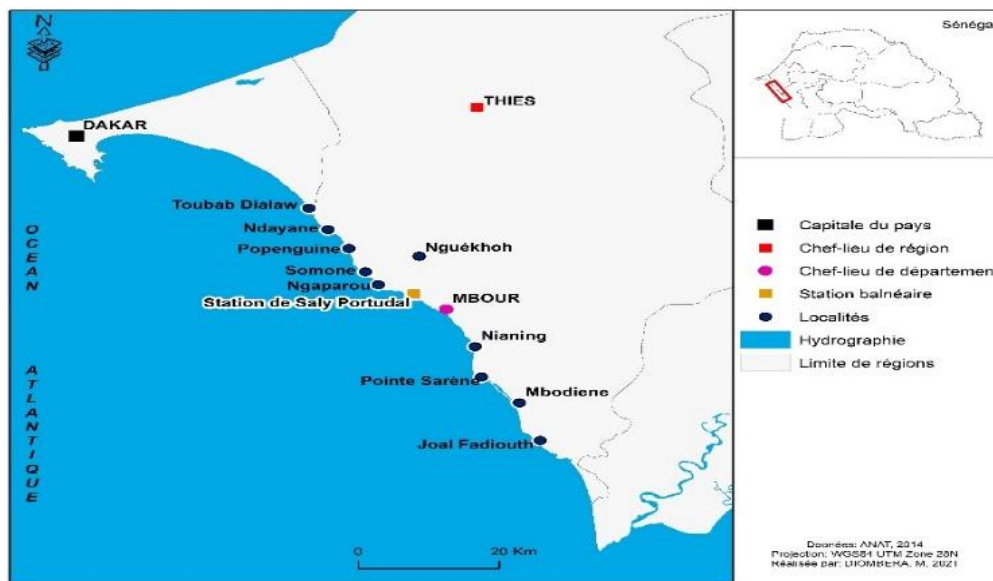 N
DAKAR
THIES
Toubab Dialaw
Ndayane
Popenguine
Nguékhoh
Somone
Ngaparou
Station de Saly Portudal
MBOUR
Nianing
Pointe Sarène
Mbodiene
Joal Fadiouth
OCEAN
ATLANTIQUE
0 20 Km
Sénéga
Capitale du pays
Chef-lieu de région
Chef-lieu de départemen
Station balnéaire
Localités
Hydrographie
Limite de régions
Données: ANAT, 2014
Projection: WGS84 UTM Zone 28N
Réalisée par: DIOMBERA, M, 2021